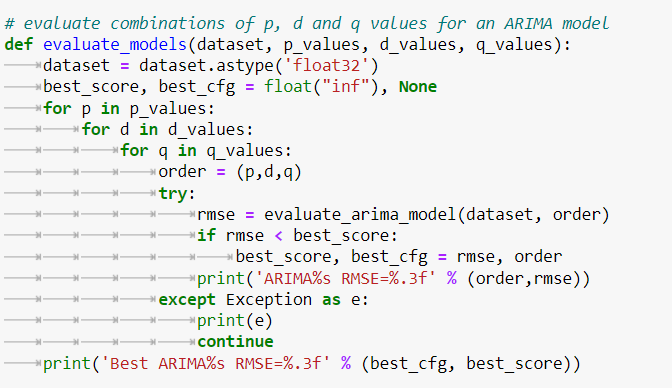 # evaluate combinations of p, d and q values for an ARIMA model
def evaluate_models(dataset, p_values, d_values, q_values):
    dataset = dataset.astype('float32')
    best_score, best_cfg = float("inf"), None
    for p in p_values:
        for d in d_values:
            for q in q_values:
                order = (p,d,q)
                try:
                    rmse = evaluate_arima_model(dataset, order)
                    if rmse < best_score:
                        best_score, best_cfg = rmse, order
                    print('ARIMA%s RMSE=%.3f' % (order,rmse))
                except Exception as e:
                    print(e)
                    continue
    print('Best ARIMA%s RMSE=%.3f' % (best_cfg, best_score))